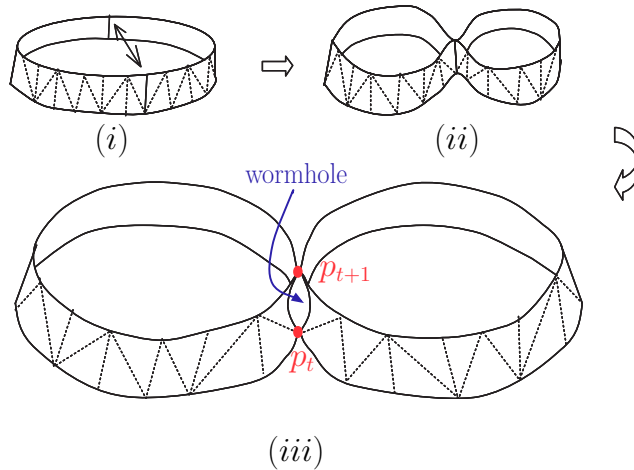 (i)
(ii)
wormhole
p_{t+1}
p_t
(iii)